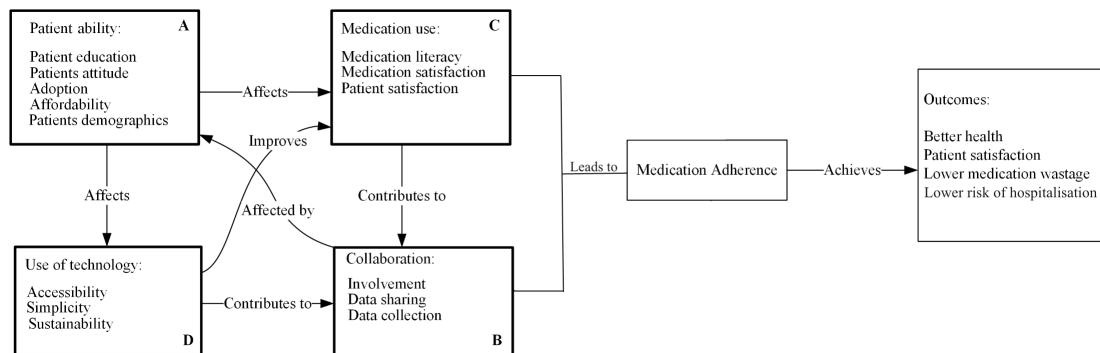 Patient ability:
A
Patient education
Patients attitude
Adoption
Affordability
Patients demographics
Affects
Medication use:
C
Medication literacy
Medication satisfaction
Patient satisfaction
Improves
Affects
Affected by
Contributes to
Use of technology:
Accessibility
Simplicity
Sustainability
D
Contributes to
Collaboration:
Involvement
Data sharing
Data collection
B
Leads to
Medication Adherence
Achieves
Outcomes:
Better health
Patient satisfaction
Lower medication wastage
Lower risk of hospitalisation